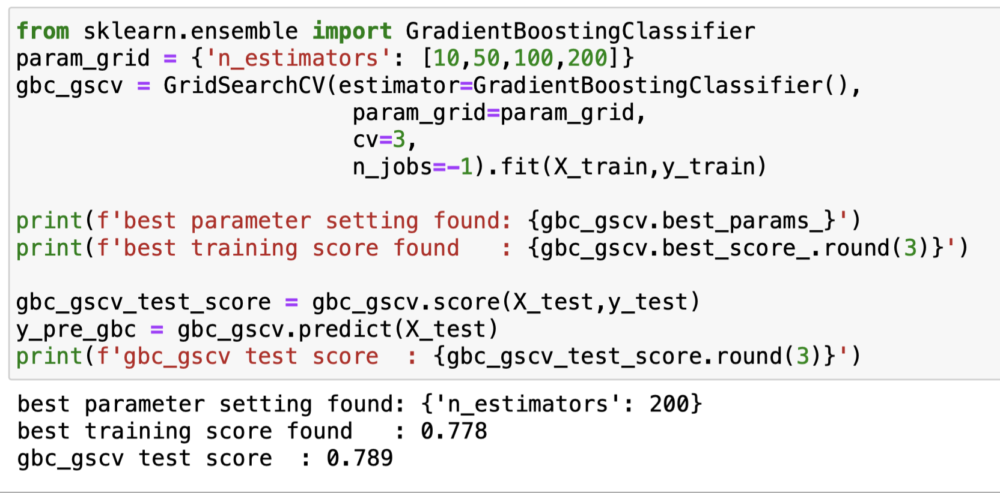 from sklearn.ensemble import GradientBoostingClassifier
param_grid = {'n_estimators': [10,50,100,200]}
gbc_gscv = GridSearchCV(estimator=GradientBoostingClassifier(),
                         param_grid=param_grid,
                         cv=3,
                         n_jobs=-1).fit(X_train,y_train)

print(f'best parameter setting found: {gbc_gscv.best_params_}')
print(f'best training score found   : {gbc_gscv.best_score_.round(3)}')

gbc_gscv_test_score = gbc_gscv.score(X_test,y_test)
y_pre_gbc = gbc_gscv.predict(X_test)
print(f'gbc_gscv test score  : {gbc_gscv_test_score.round(3)}')

best parameter setting found: {'n_estimators': 200}
best training score found   : 0.778
gbc_gscv test score  : 0.789